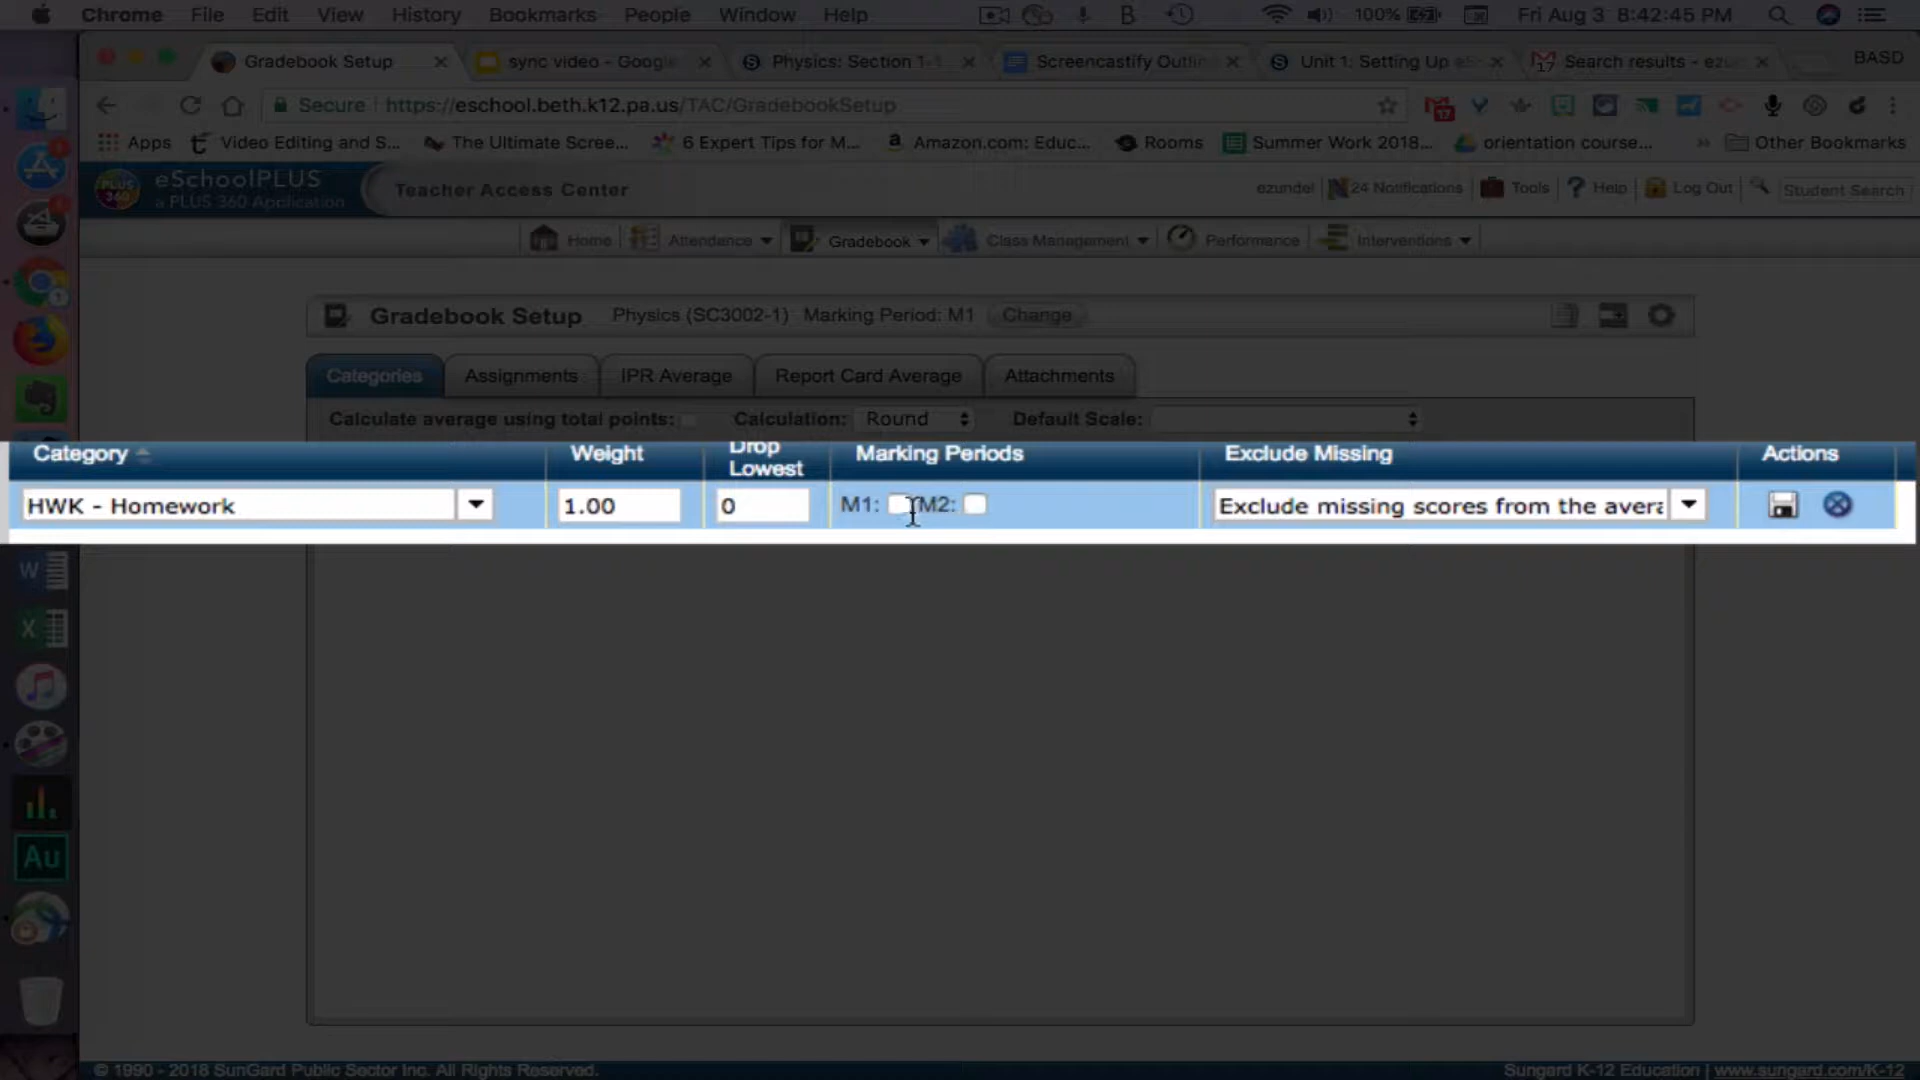 Chrome File Edit View History Bookmarks People Window Help 100% Fri Aug 3 8:42:45 PM
Gradebook Setup sync video - Google Physics: Section 1-1 Screencastify Outlin Unit 1: Setting Up eS Search results - ezu BASD
Secure https://eschool.beth.k12.pa.us/TAC/GradebookSetup
17
Apps Video Editing and S... The Ultimate Scree... 6 Expert Tips for M... Amazon.com: Educ... Rooms Summer Work 2018... orientation course... » Other Bookmarks
PLUS 360
eSchoolPLUS
a PLUS 360 Application
Teacher Access Center
ezundel 24 Notifications Tools Help Log Out Student Search
Home Attendance Gradebook Class Management Performance Interventions
Gradebook Setup Physics (SC3002-1) Marking Period: M1 Change
Categories Assignments IPR Average Report Card Average Attachments
Calculate average using total points: Calculation: Round Default Scale:
Category Weight Drop Lowest Marking Periods Exclude Missing Actions
HWK - Homework 1.00 0 M1: M2: Exclude missing scores from the avera
W
X
Au
© 1990 - 2018 SunGard Public Sector Inc. All Rights Reserved.
Sungard K-12 Education | www.sungard.com/K-12